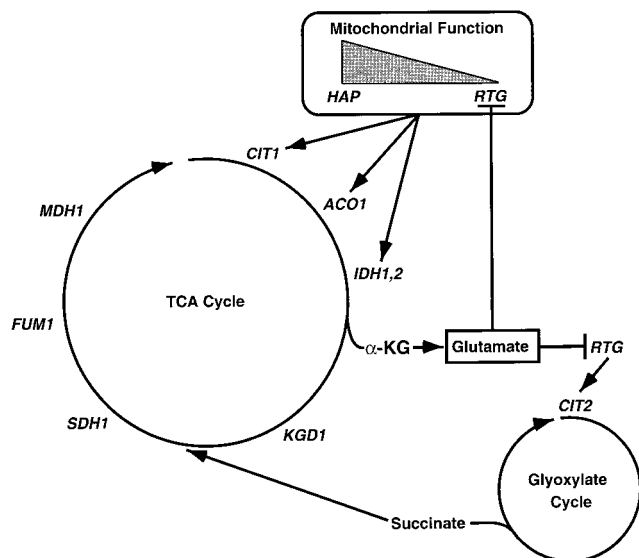 Mitochondrial Function
HAP
RTG
CIT1
ACO1
MDH1
IDH1,2
TCA Cycle
FUM1
α-KG
Glutamate
RTG
CIT2
SDH1
KGD1
Glyoxylate
Cycle
Succinate